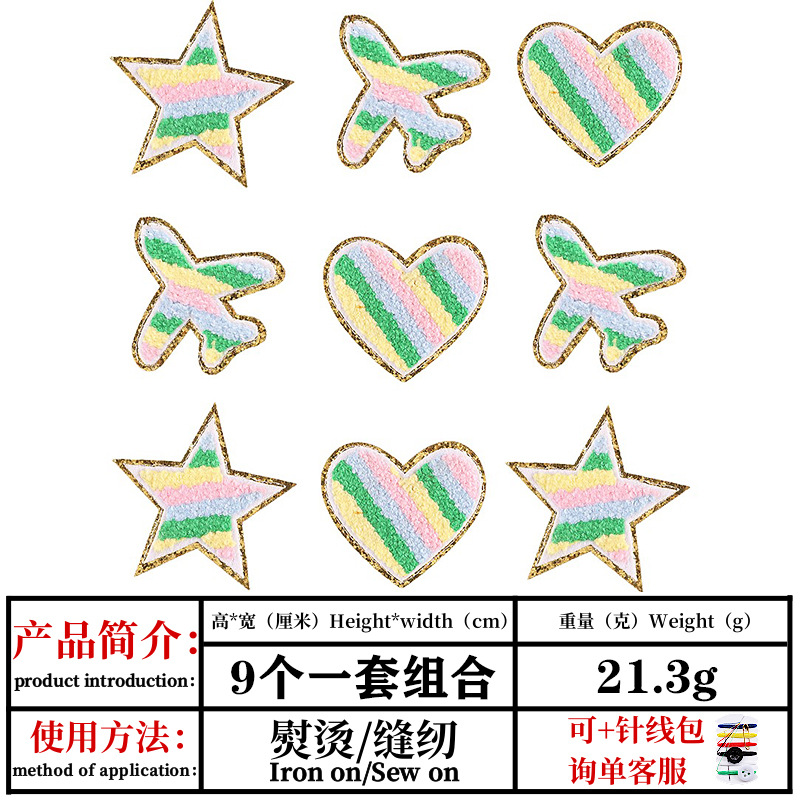 产品简介：
product introduction：
高*宽（厘米）Height*width（cm）
重量（克）Weight（g）
9个一套组合
21.3g
使用方法：
method of application：
熨烫/缝纫
Iron on/Sew on
可+针线包
询单客服